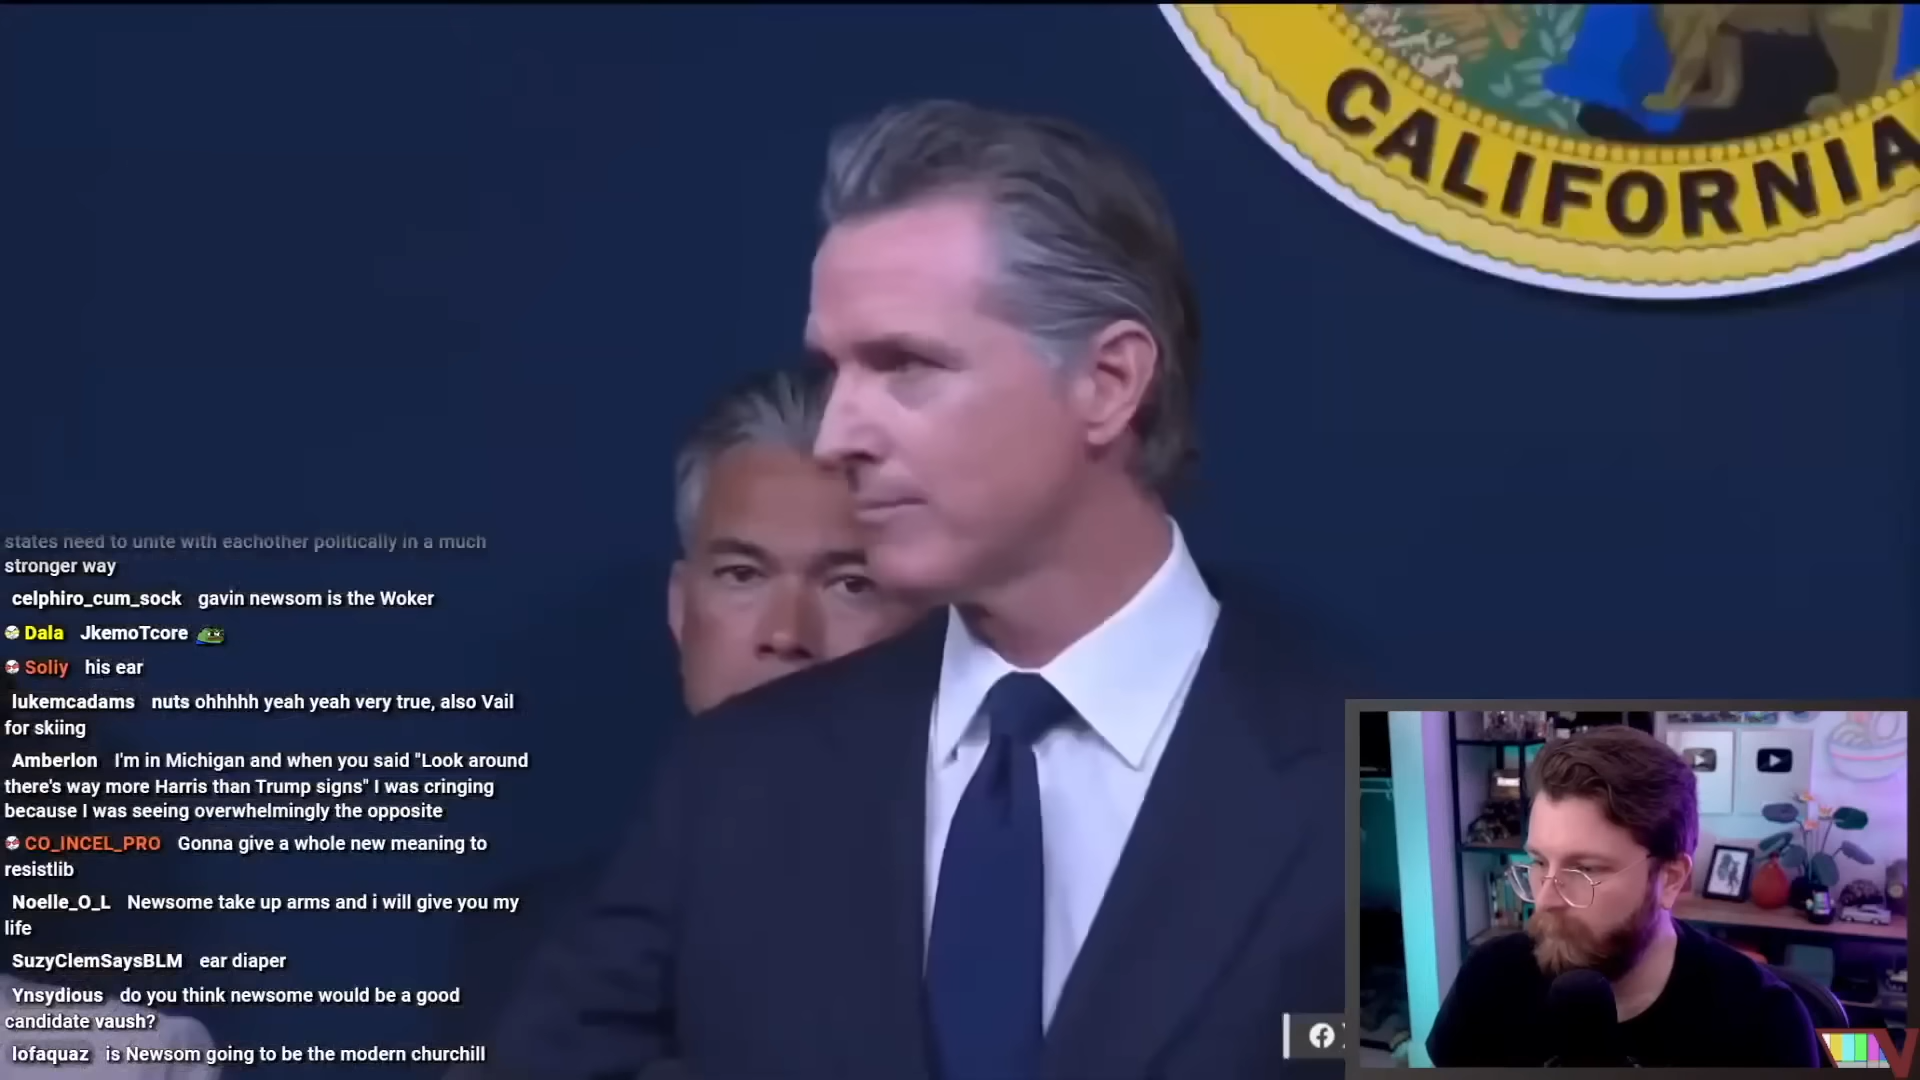 CALIFORNIA
states need to unite with eachother politically in a much
stronger way
celphiro_cum_sock gavin newsom is the Woker
Dala JkemoTcore
Soliy his ear
lukemcadams nuts ohhhhh yeah yeah very true, also Vail
for skiing
Amberlon I'm in Michigan and when you said "Look around
there's way more Harris than Trump signs" I was cringing
because I was seeing overwhelmingly the opposite
CO_INCEL_PRO Gonna give a whole new meaning to
resistlib
Noelle_O_L Newsome take up arms and i will give you my
life
SuzyClemSaysBLM ear diaper
Ynsydious do you think newsome would be a good
candidate vaush?
lofaquaz is Newsom going to be the modern churchill